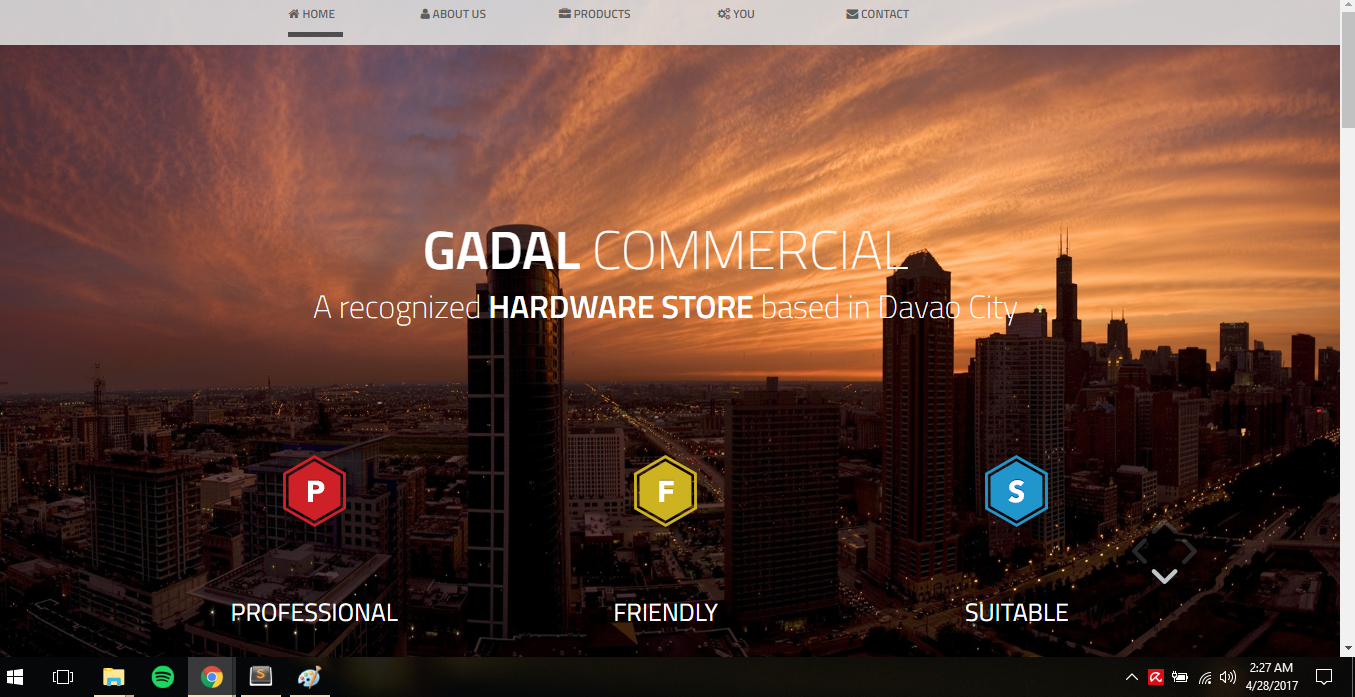 HOME ABOUT US PRODUCTS YOU CONTACT
GADAL COMMERCIAL
A recognized HARDWARE STORE based in Davao City
P F S
PROFESSIONAL FRIENDLY SUITABLE
S
2:27 AM
4/28/2017